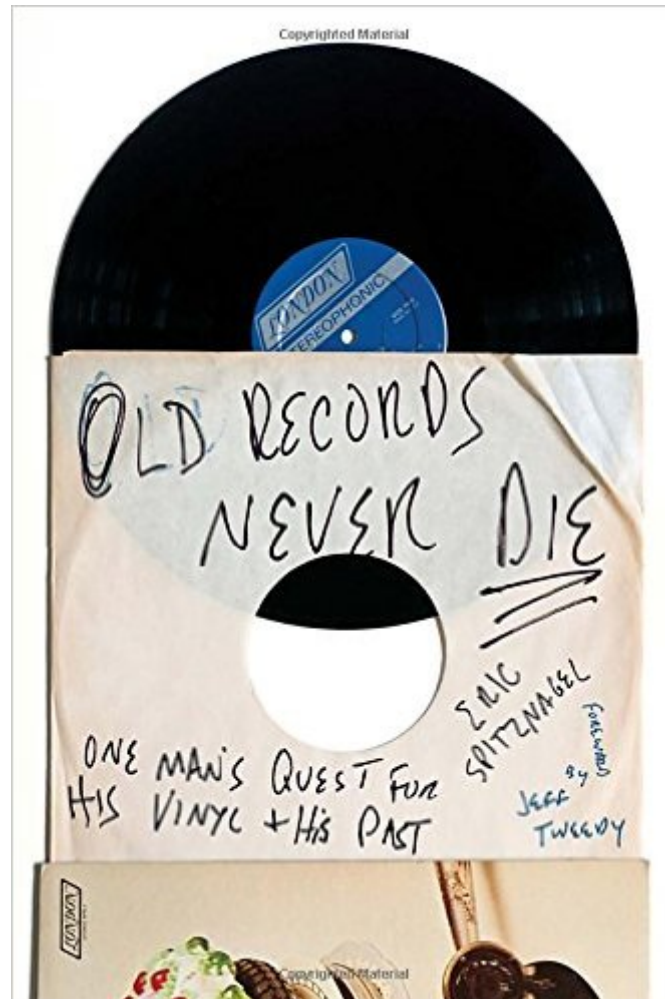 Copyrighted Material
LONDON
STEREOPHONIC
OLD RECORDS
NEVER DIE
ERIC
SPITZNAGEL
FOREWORD
By
JEFF
TWEEDY
ONE MAN'S QUEST FOR
HIS VINYL + HiS PAST
LONDON
Copyrighted Material